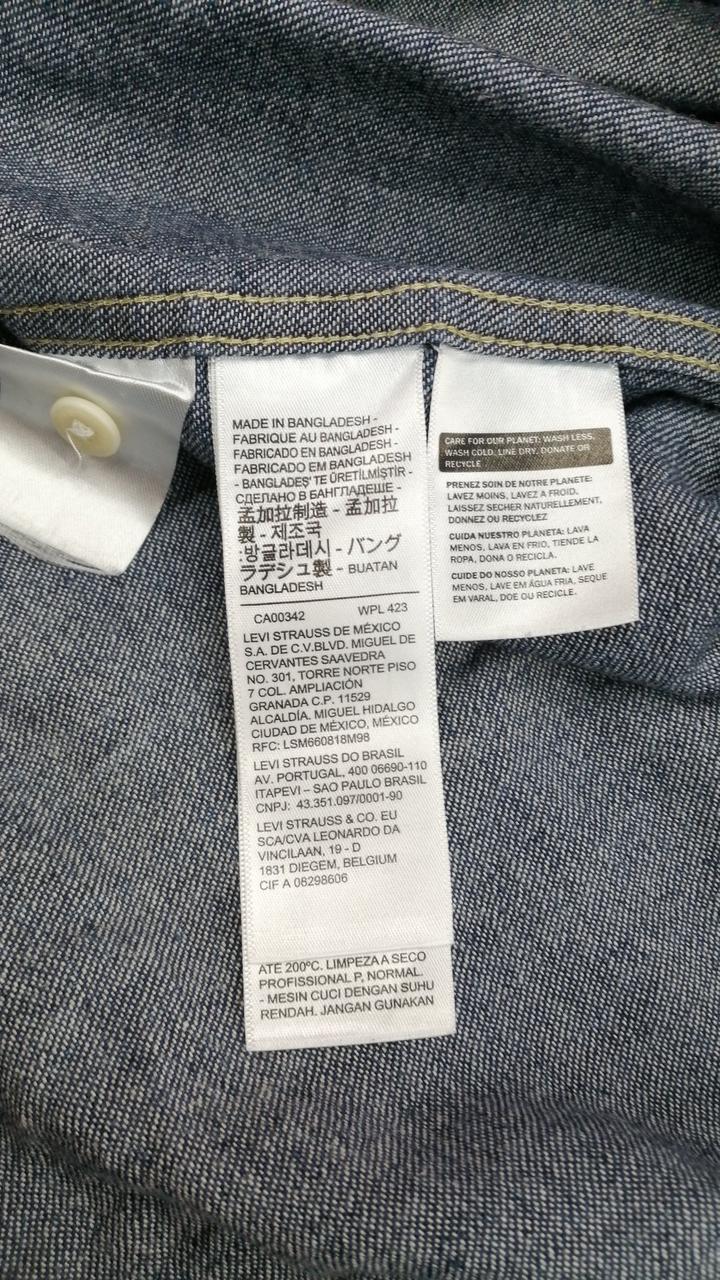 MADE IN BANGLADESH -
FABRIQUE AU BANGLADESH -
FABRICADO EN BANGLADESH -
FABRICADO EM BANGLADESH
- BANGLADEŞ' TE ÜRETİLMİŞTİR -
СДЕЛАНО В БАНГЛАДЕШЕ -
孟加拉制造 - 孟加拉
製 - 제조국
:방글라데시 - バング
ラデシュ製 - BUATAN
BANGLADESH
CA00342 WPL 423
LEVI STRAUSS DE MÉXICO
S.A. DE C.V.BLVD. MIGUEL DE
CERVANTES SAAVEDRA
NO. 301, TORRE NORTE PISO
7 COL. AMPLIACIÓN
GRANADA C.P. 11529
ALCALDÍA. MIGUEL HIDALGO
CIUDAD DE MÉXICO, MÉXICO
RFC: LSM660818M98
LEVI STRAUSS DO BRASIL
AV. PORTUGAL, 400 06690-110
ITAPEVI – SAO PAULO BRASIL
CNPJ: 43.351.097/0001-90
LEVI STRAUSS & CO. EU
SCA/CVA LEONARDO DA
VINCILAAN, 19 - D
1831 DIEGEM, BELGIUM
CIF A 08298606
ATÉ 200ºC. LIMPEZA A SECO
PROFISSIONAL P, NORMAL.
- MESIN CUCI DENGAN SUHU
RENDAH. JANGAN GUNAKAN
CARE FOR OUR PLANET: WASH LESS,
WASH COLD, LINE DRY, DONATE OR
RECYCLE
PRENEZ SOIN DE NOTRE PLANETE:
LAVEZ MOINS, LAVEZ A FROID,
LAISSEZ SECHER NATURELLEMENT,
DONNEZ OU RECYCLEZ
CUIDA NUESTRO PLANETA: LAVA
MENOS, LAVA EN FRIO, TIENDE LA
ROPA, DONA O RECICLA.
CUIDE DO NOSSO PLANETA: LAVE
MENOS, LAVE EM ÁGUA FRIA, SEQUE
EM VARAL, DOE OU RECICLE.